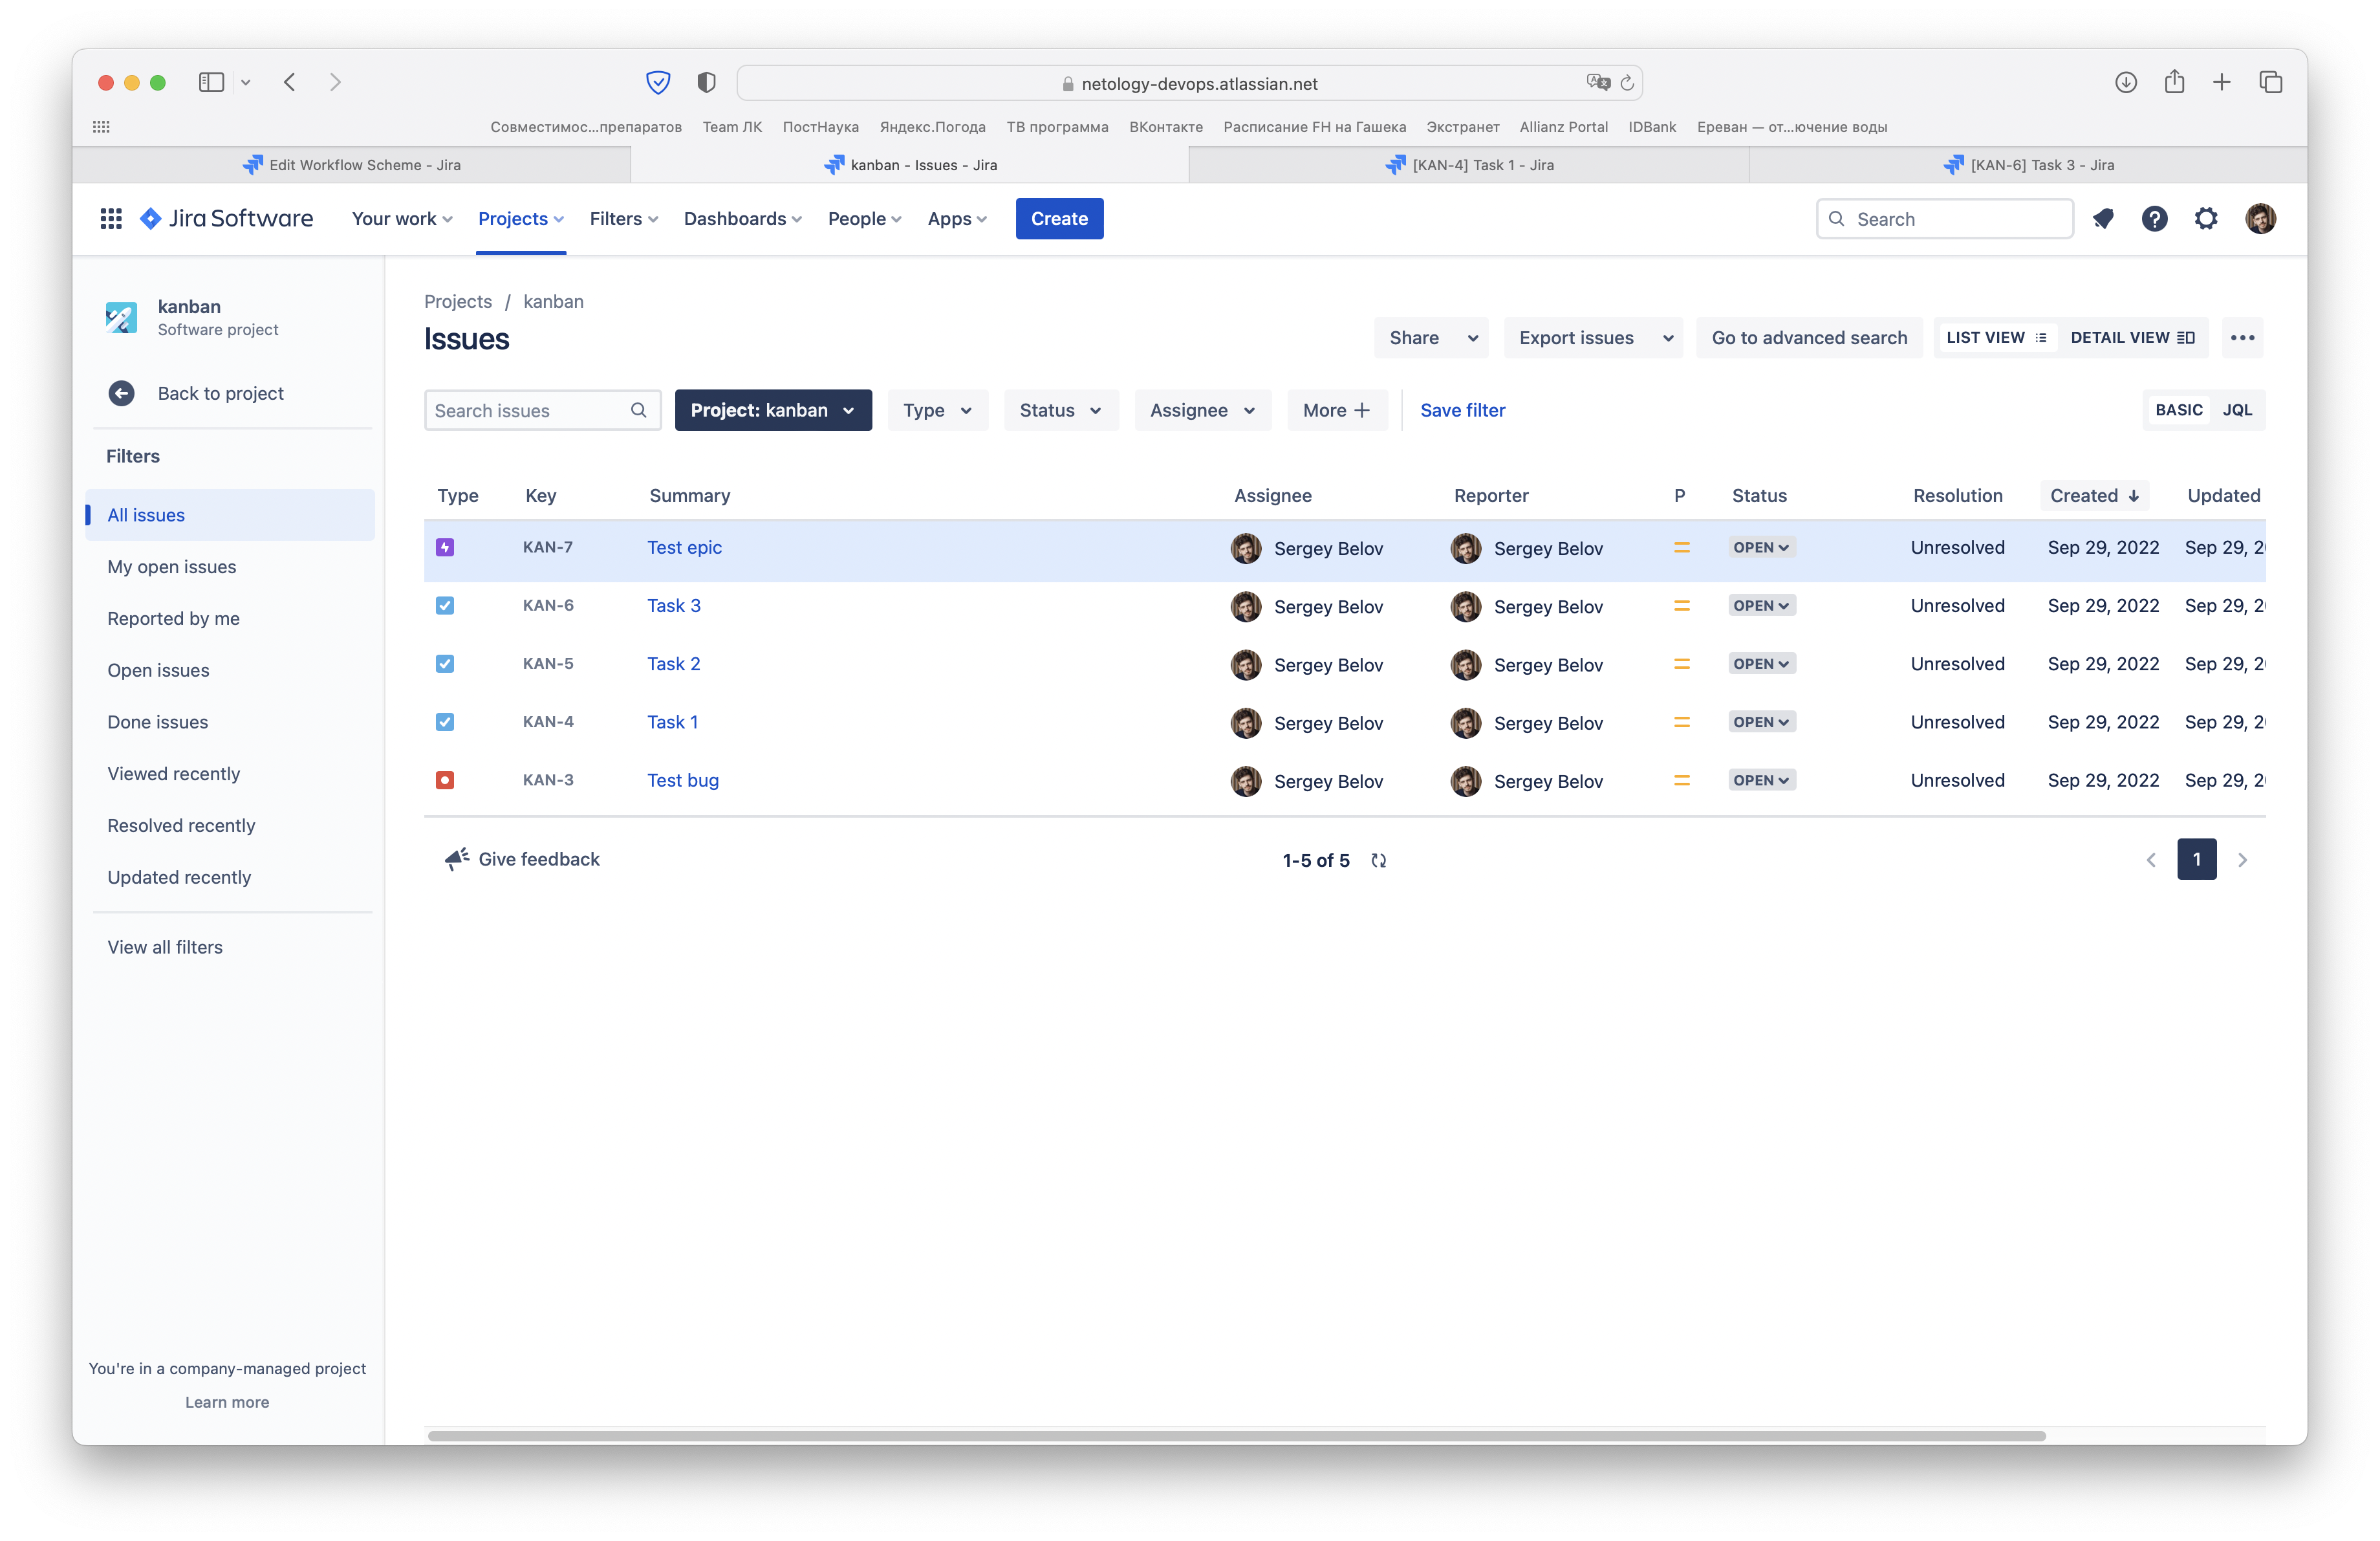 netology-devops.atlassian.net
Совместимос...препаратов Team ЛК ПостНаука Яндекс.Погода ТВ программа ВКонтакте Расписание FH на Гашека Экстранет Allianz Portal IDBank Ереван — от...ючение воды
Edit Workflow Scheme - Jira kanban - Issues - Jira [KAN-4] Task 1 - Jira [KAN-6] Task 3 - Jira
Jira Software Your work Projects Filters Dashboards People Apps Create Search
kanban
Software project
Back to project
Filters
All issues
My open issues
Reported by me
Open issues
Done issues
Viewed recently
Resolved recently
Updated recently
View all filters
You're in a company-managed project
Learn more
Projects / kanban
Issues
Share Export issues Go to advanced search LIST VIEW DETAIL VIEW
Search issues Project: kanban Type Status Assignee More Save filter BASIC JQL
Type Key Summary Assignee Reporter P Status Resolution Created Updated
KAN-7 Test epic Sergey Belov Sergey Belov OPEN Unresolved Sep 29, 2022 Sep 29,
KAN-6 Task 3 Sergey Belov Sergey Belov OPEN Unresolved Sep 29, 2022 Sep 29,
KAN-5 Task 2 Sergey Belov Sergey Belov OPEN Unresolved Sep 29, 2022 Sep 29,
KAN-4 Task 1 Sergey Belov Sergey Belov OPEN Unresolved Sep 29, 2022 Sep 29,
KAN-3 Test bug Sergey Belov Sergey Belov OPEN Unresolved Sep 29, 2022 Sep 29,
Give feedback 1-5 of 5 1